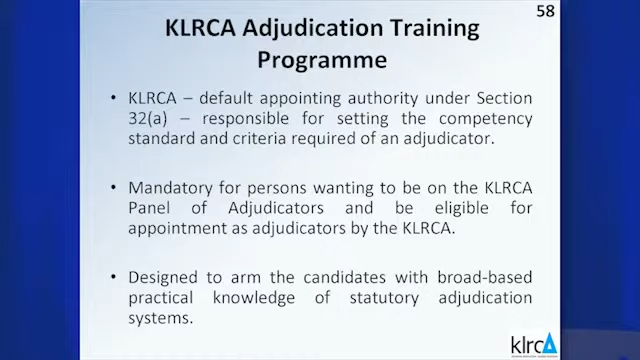 58
KLRCA Adjudication Training
Programme
• KLRCA – default appointing authority under Section
32(a) – responsible for setting the competency
standard and criteria required of an adjudicator.
• Mandatory for persons wanting to be on the KLRCA
Panel of Adjudicators and be eligible for
appointment as adjudicators by the KLRCA.
• Designed to arm the candidates with broad-based
practical knowledge of statutory adjudication
systems.
klrcA